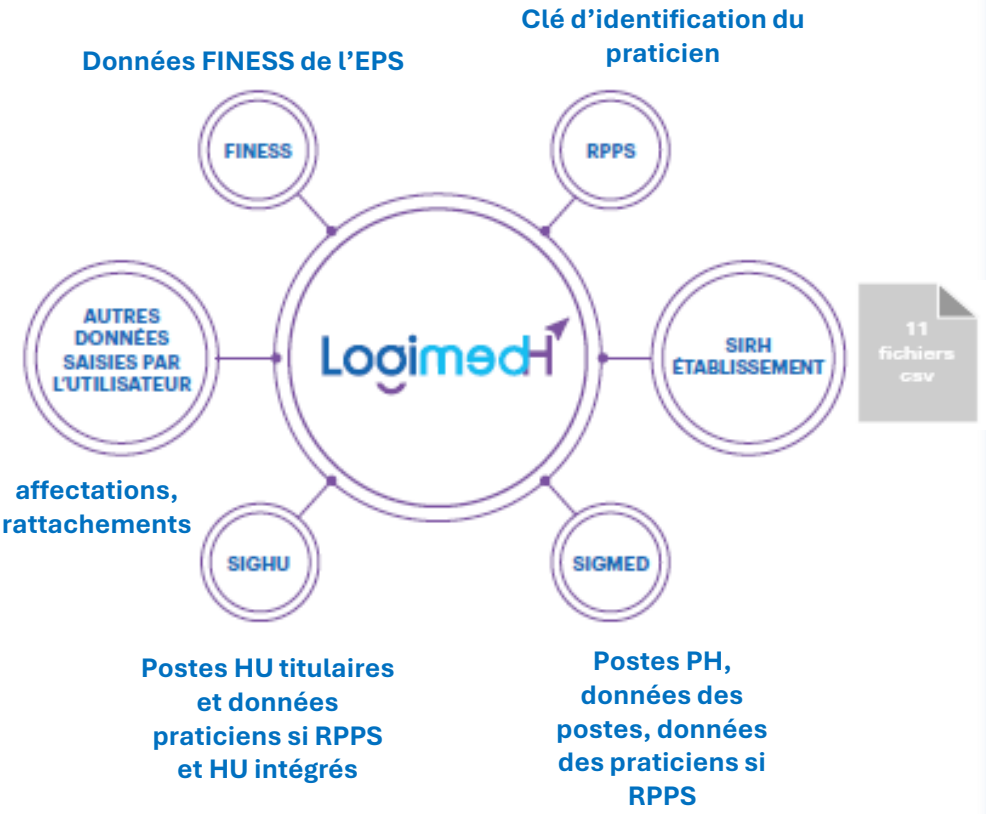 Clé d’identification du
praticien
Données FINESS de l’EPS
FINESS
RPPS
AUTRES
DONNÉES
SAISIES PAR
L’UTILISATEUR
LogimedH
SIRH
ÉTABLISSEMENT
11
fichiers
csv
affectations,
rattachements
SIGHU
SIGMED
Postes HU titulaires
et données
praticiens si RPPS
et HU intégrés
Postes PH,
données des
postes, données
des praticiens si
RPPS